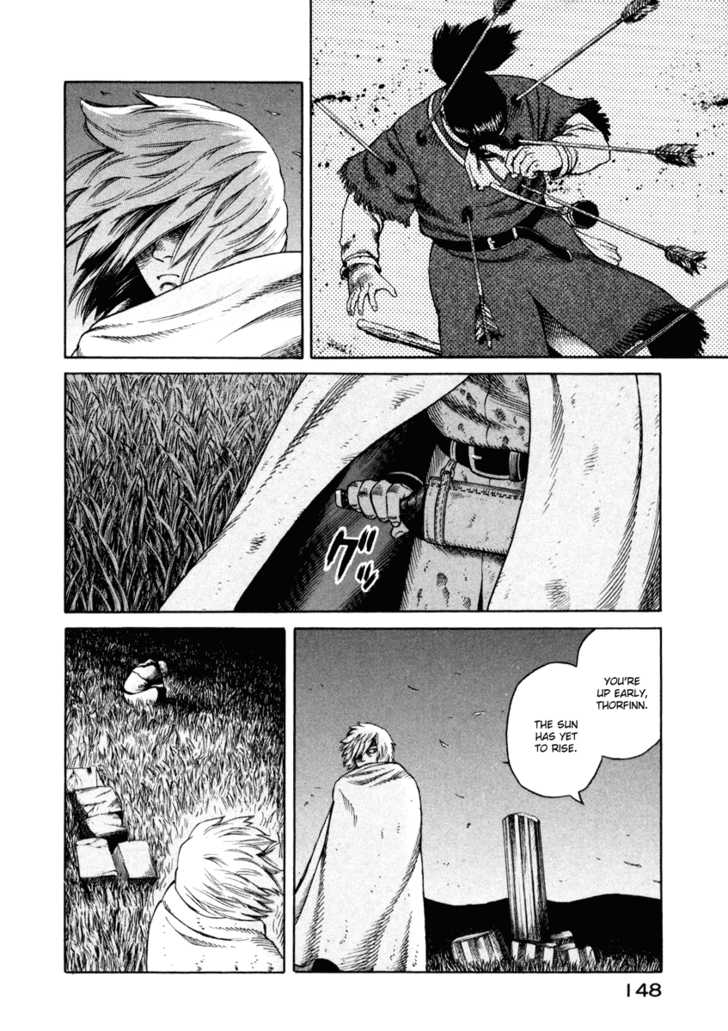 グッ
YOU'RE
UP EARLY,
THORFINN.
THE SUN
HAS YET
TO RISE.
148